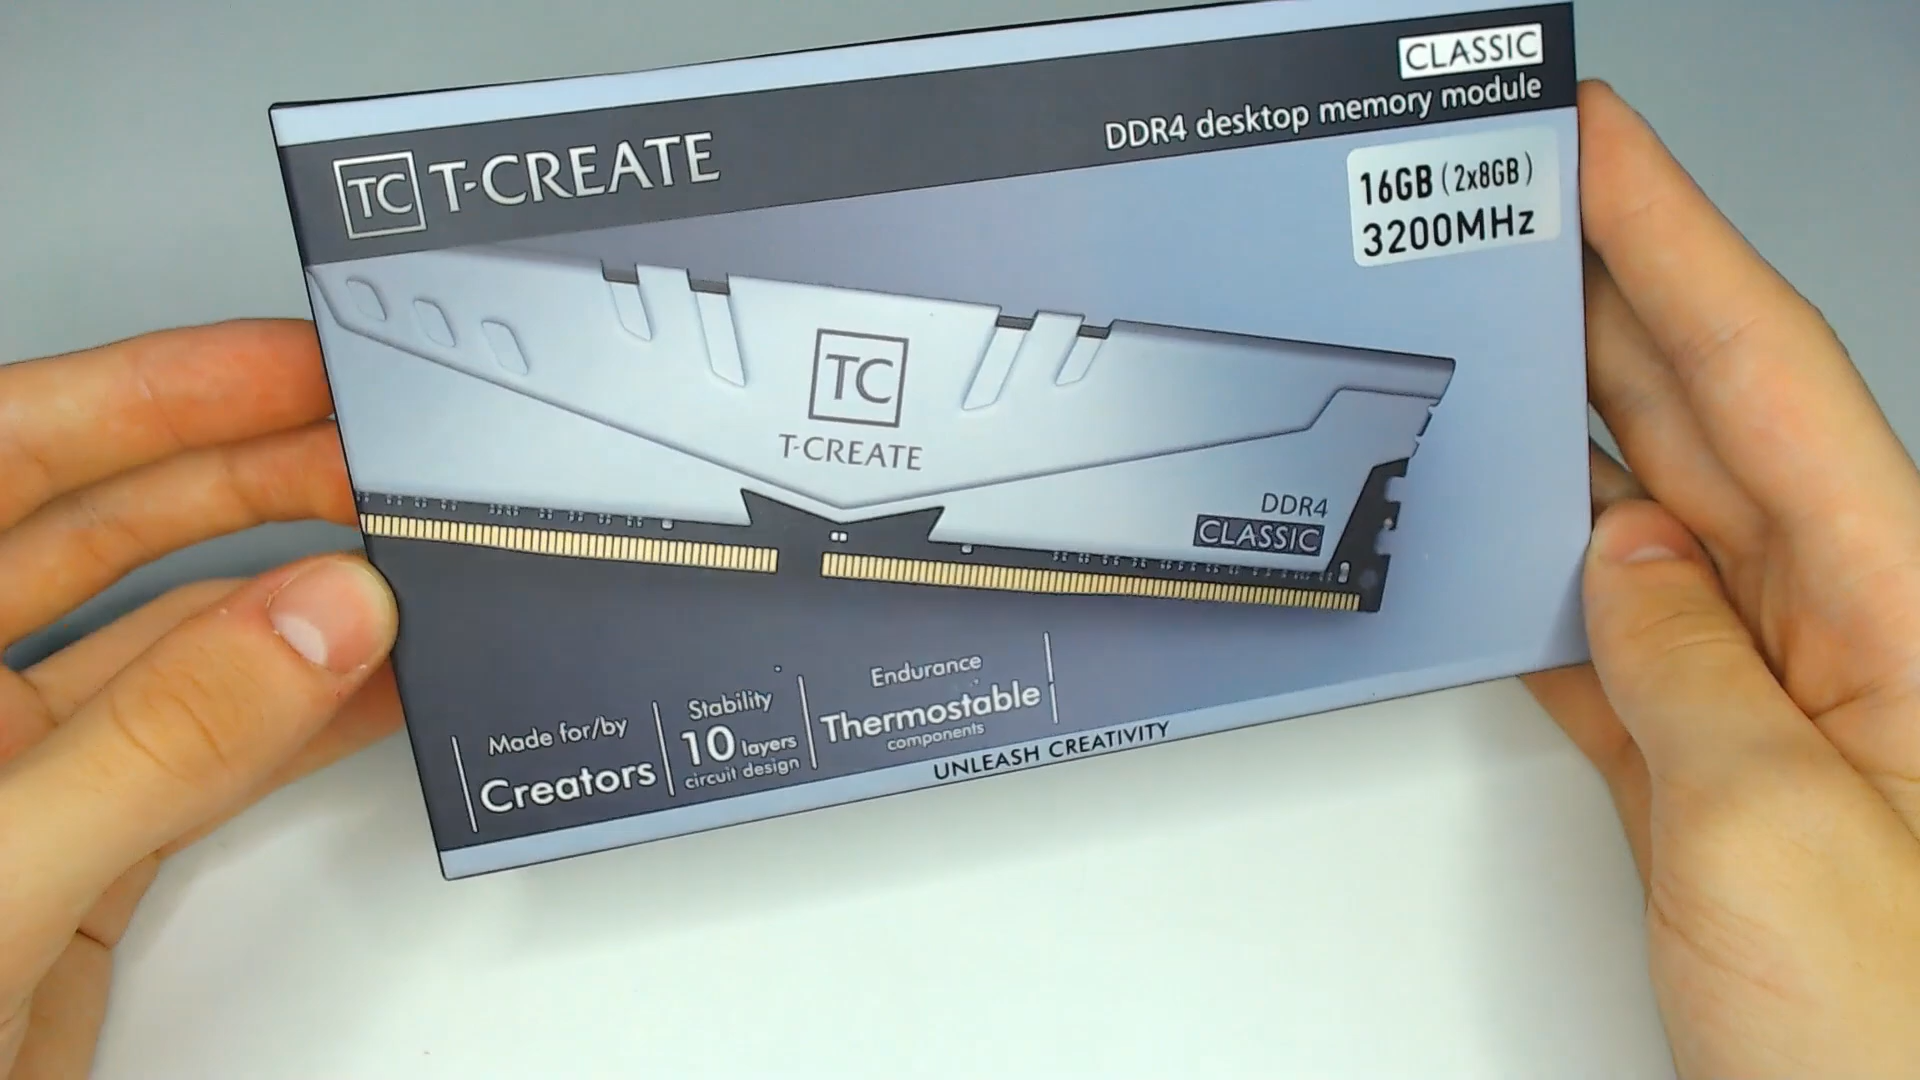 CLASSIC
DDR4 desktop memory module
TC T-CREATE
16GB (2x8GB)
3200MHz
TC
T-CREATE
DDR4
CLASSIC
Made for/by
Creators
Stability
10 layers
circuit design
Endurance
Thermostable
components
UNLEASH CREATIVITY